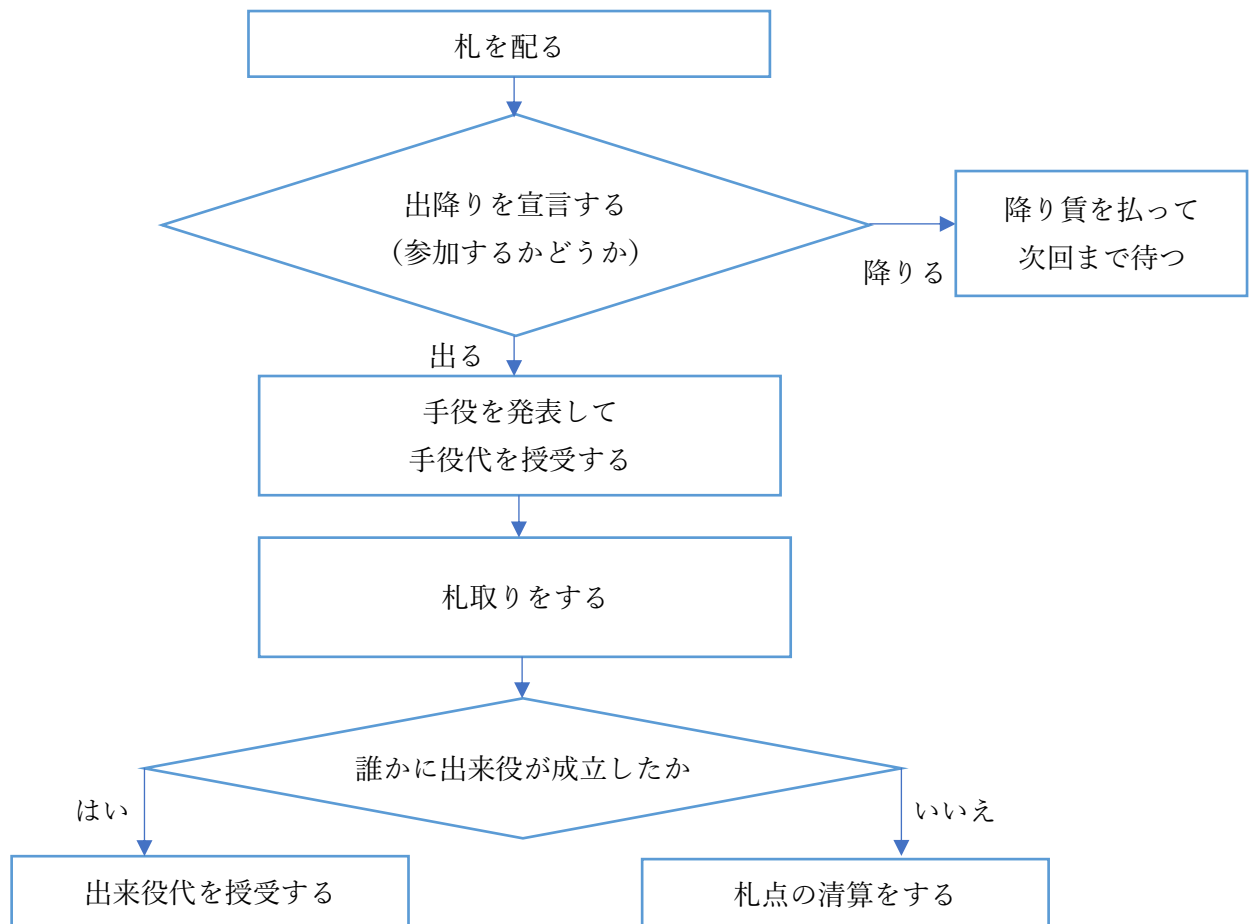 札を配る
出降りを宣言する
（参加するかどうか）
降りる
降り賃を払って
次回まで待つ
出る
手役を発表して
手役代を授受する
札取りをする
誰かに出来役が成立したか
はい
いいえ
出来役代を授受する
札点の清算をする